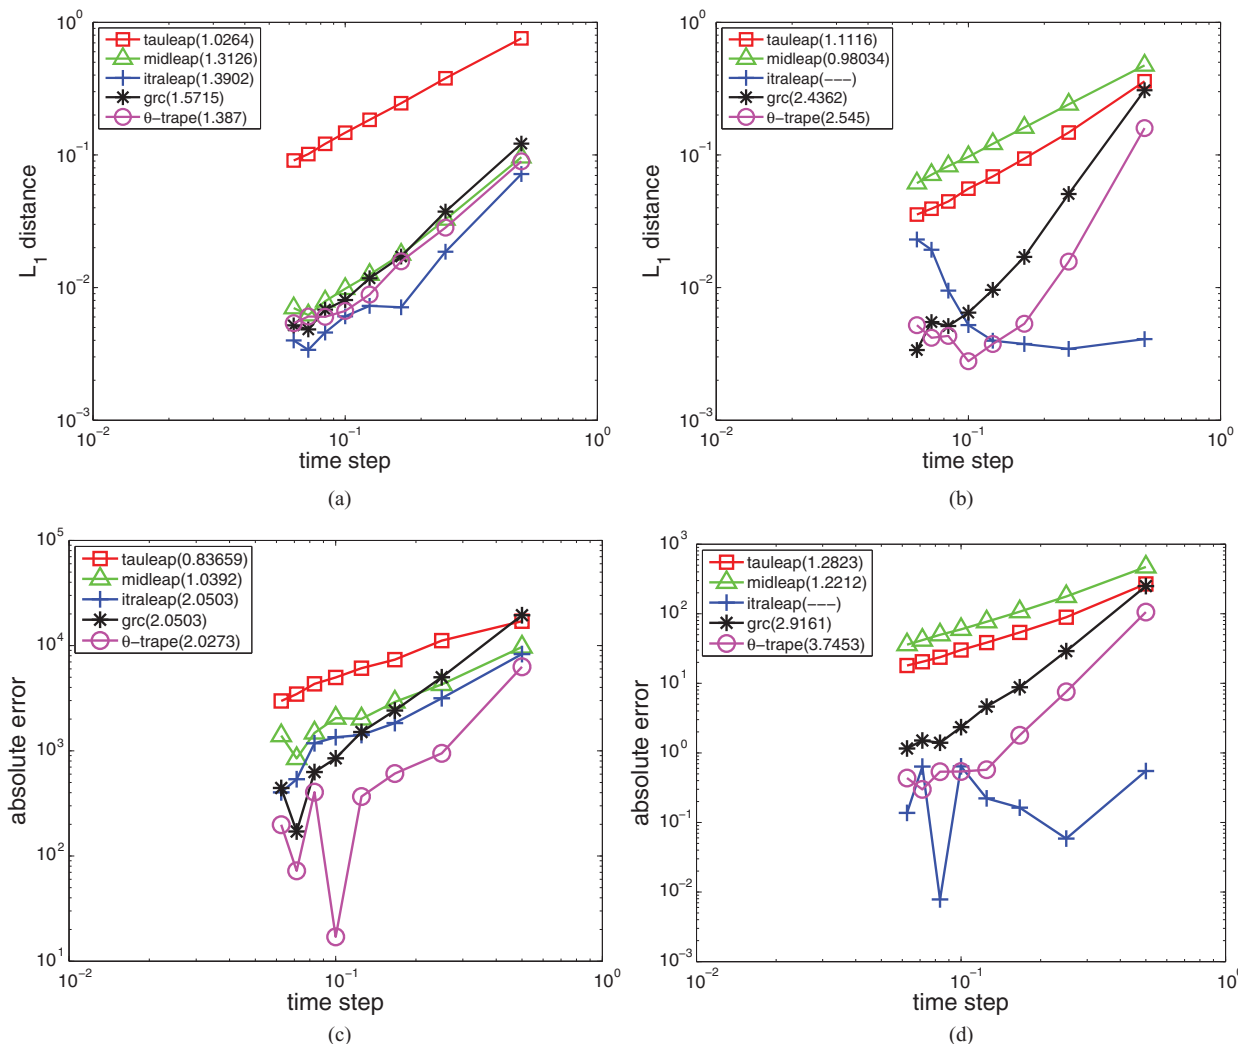 10^0
10^-1
10^-2
10^-3
L_1 distance
tauleap(1.0264)
midleap(1.3126)
itraleap(1.3902)
grc(1.5715)
θ-trape(1.387)
10^-2
10^-1
10^0
time step
(a)
10^0
10^-1
10^-2
10^-3
L_1 distance
tauleap(1.1116)
midleap(0.98034)
itraleap(---)
grc(2.4362)
θ-trape(2.545)
10^-2
10^-1
10^0
time step
(b)
10^5
10^4
10^3
10^2
10^1
absolute error
tauleap(0.83659)
midleap(1.0392)
itraleap(2.0503)
grc(2.0503)
θ-trape(2.0273)
10^-2
10^-1
10^0
time step
(c)
10^3
10^2
10^1
10^0
10^-1
10^-2
10^-3
absolute error
tauleap(1.2823)
midleap(1.2212)
itraleap(---)
grc(2.9161)
θ-trape(3.7453)
10^-2
10^-1
10^0
time step
(d)